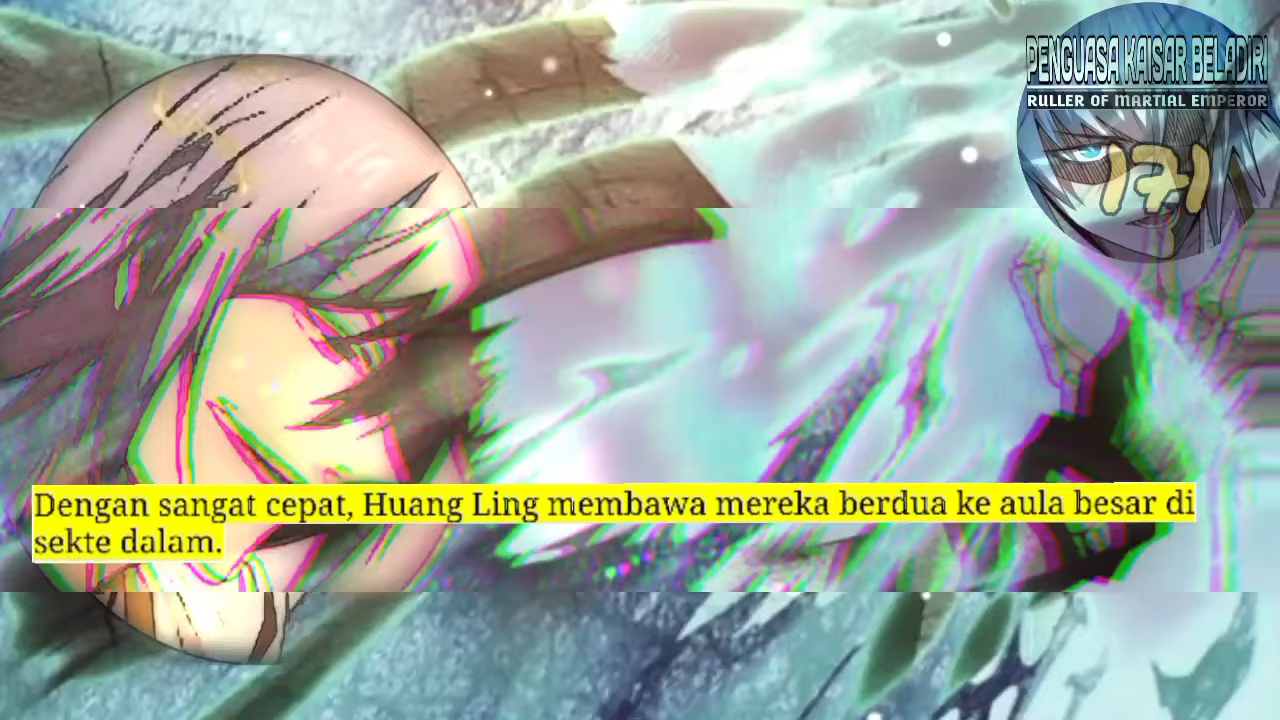 PENGUASA KAISAR BELADIRI
RULLER OF MARTIAL EMPEROR
171
Dengan sangat cepat, Huang Ling membawa mereka berdua ke aula besar di
sekte dalam.